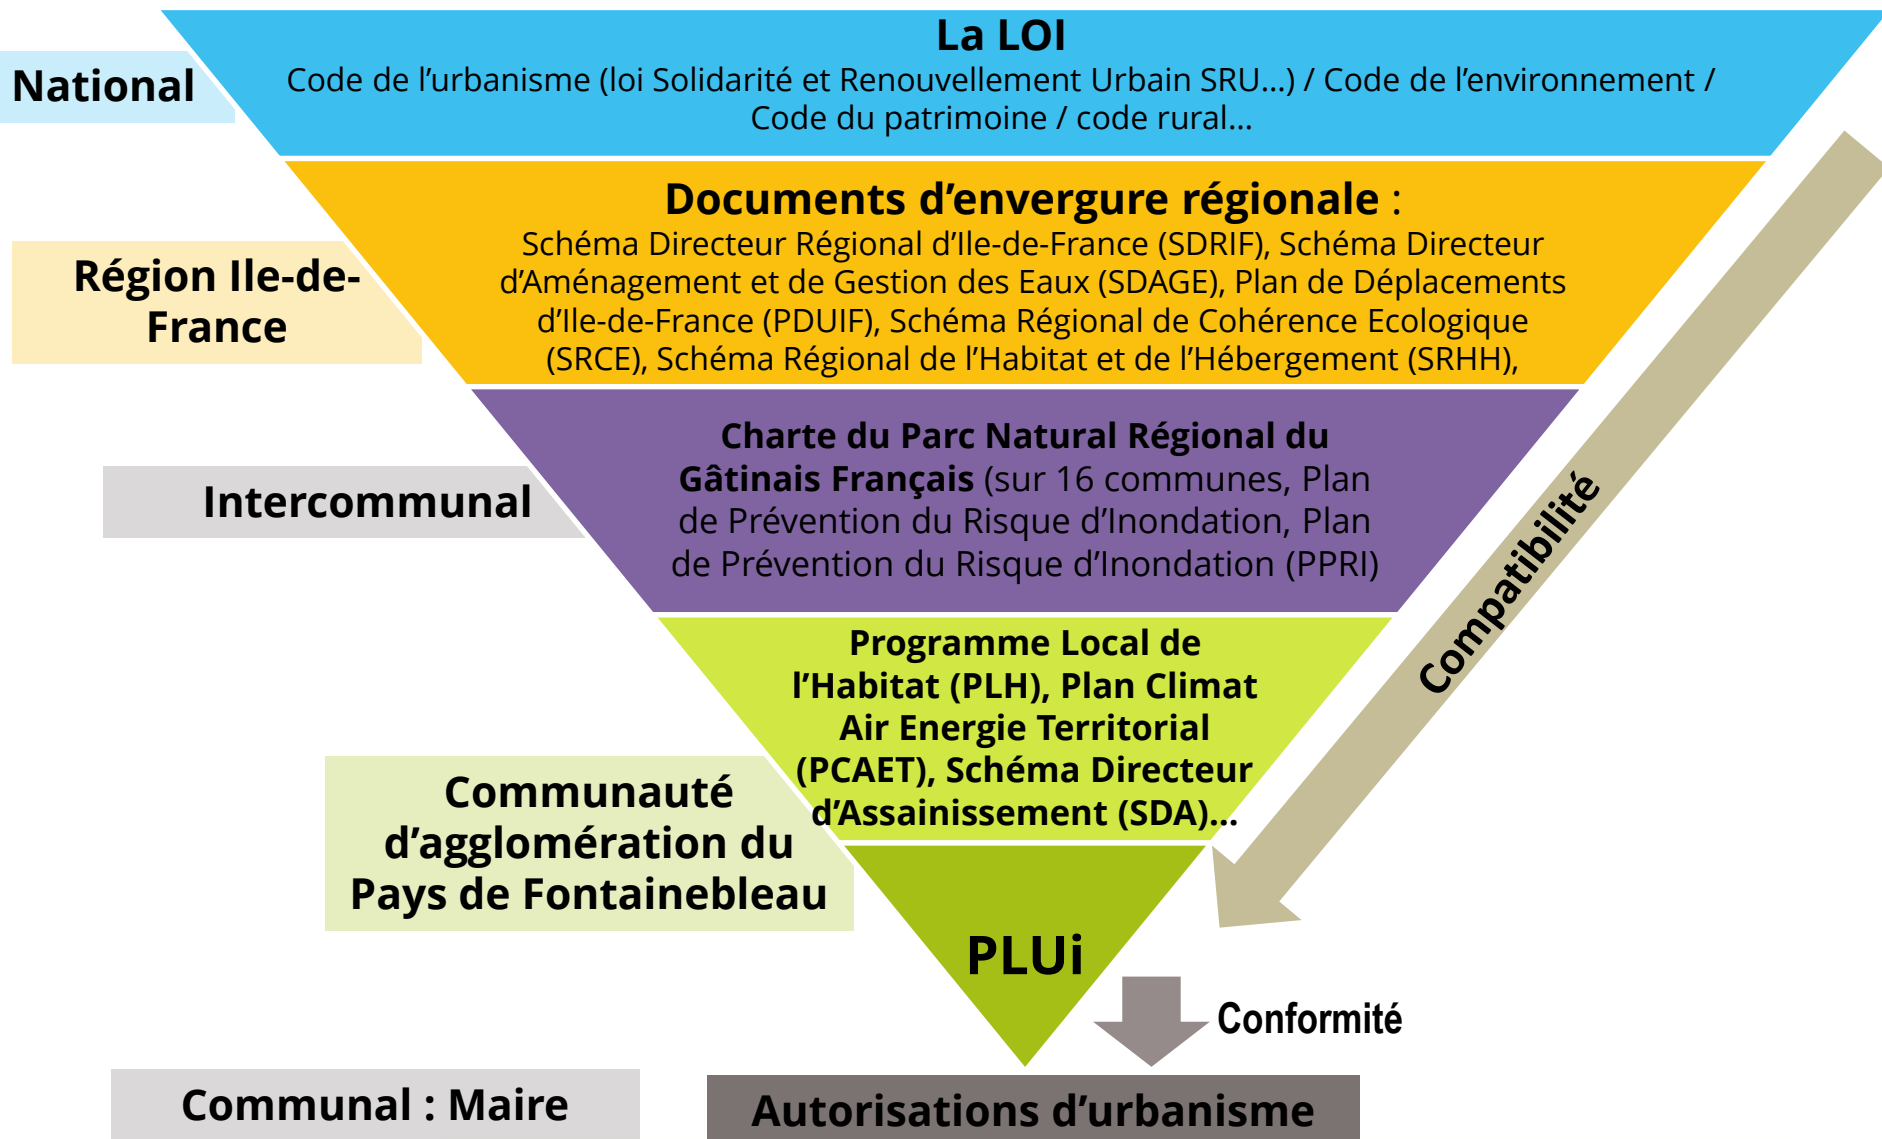 La LOI
National
Code de l’urbanisme (loi Solidarité et Renouvellement Urbain SRU…) / Code de l’environnement /
Code du patrimoine / code rural…
Documents d’envergure régionale :
Schéma Directeur Régional d’Ile-de-France (SDRIF), Schéma Directeur
d’Aménagement et de Gestion des Eaux (SDAGE), Plan de Déplacements
d’Ile-de-France (PDUIF), Schéma Régional de Cohérence Ecologique
(SRCE), Schéma Régional de l’Habitat et de l’Hébergement (SRHH),
Région Ile-de-
France
Charte du Parc Natural Régional du
Gâtinais Français (sur 16 communes, Plan
de Prévention du Risque d’Inondation, Plan
de Prévention du Risque d’Inondation (PPRI)
Intercommunal
Compatibilité
Programme Local de
l’Habitat (PLH), Plan Climat
Air Energie Territorial
(PCAET), Schéma Directeur
d’Assainissement (SDA)…
Communauté
d’agglomération du
Pays de Fontainebleau
PLUi
Conformité
Communal : Maire
Autorisations d’urbanisme